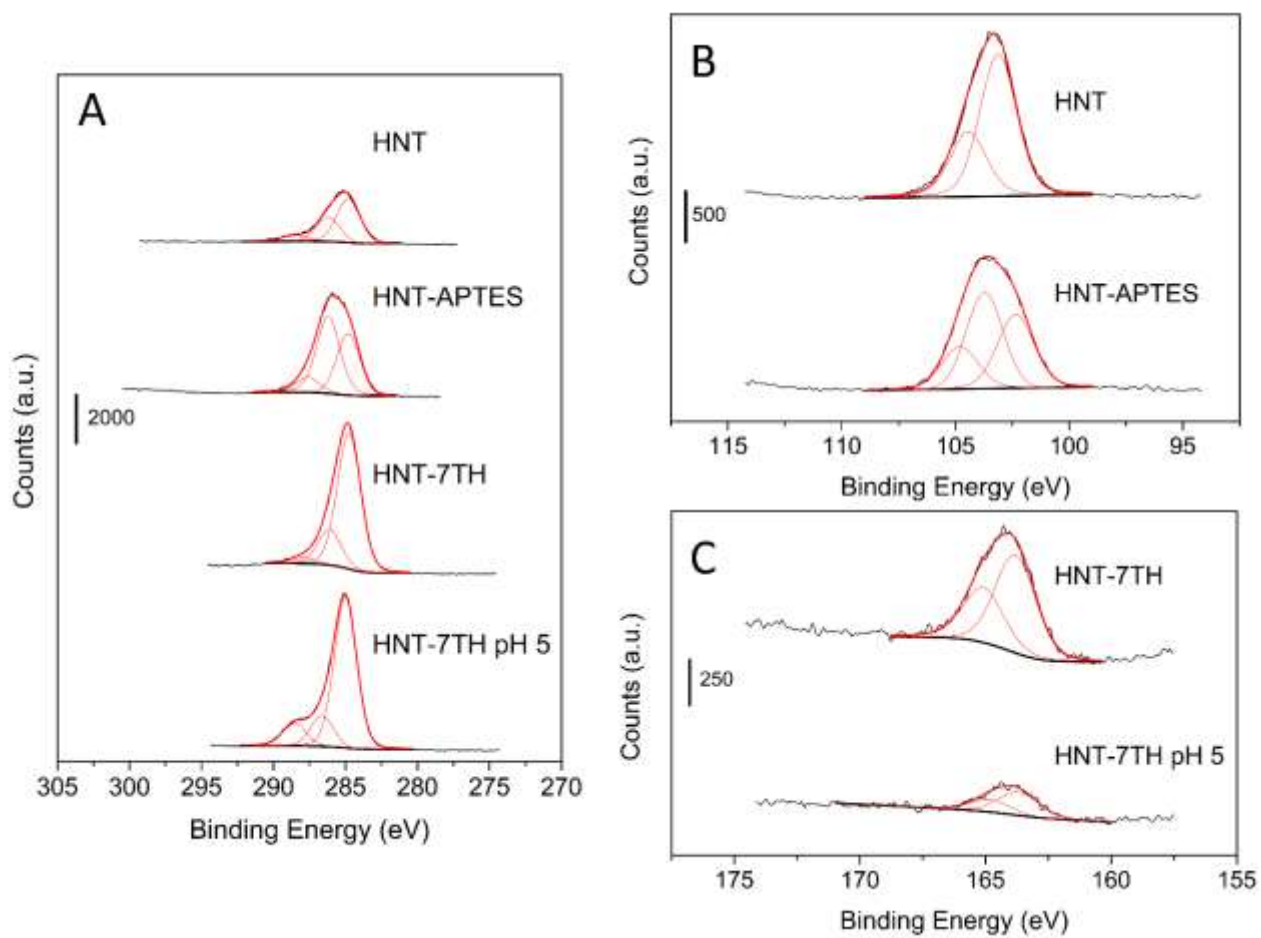 A
HNT
HNT-APTES
HNT-7TH
HNT-7TH pH 5
2000
Counts (a.u.)
305 300 295 290 285 280 275 270
Binding Energy (eV)
B
HNT
500
HNT-APTES
Counts (a.u.)
115 110 105 100 95
Binding Energy (eV)
C
HNT-7TH
250
HNT-7TH pH 5
Counts (a.u.)
175 170 165 160 155
Binding Energy (eV)